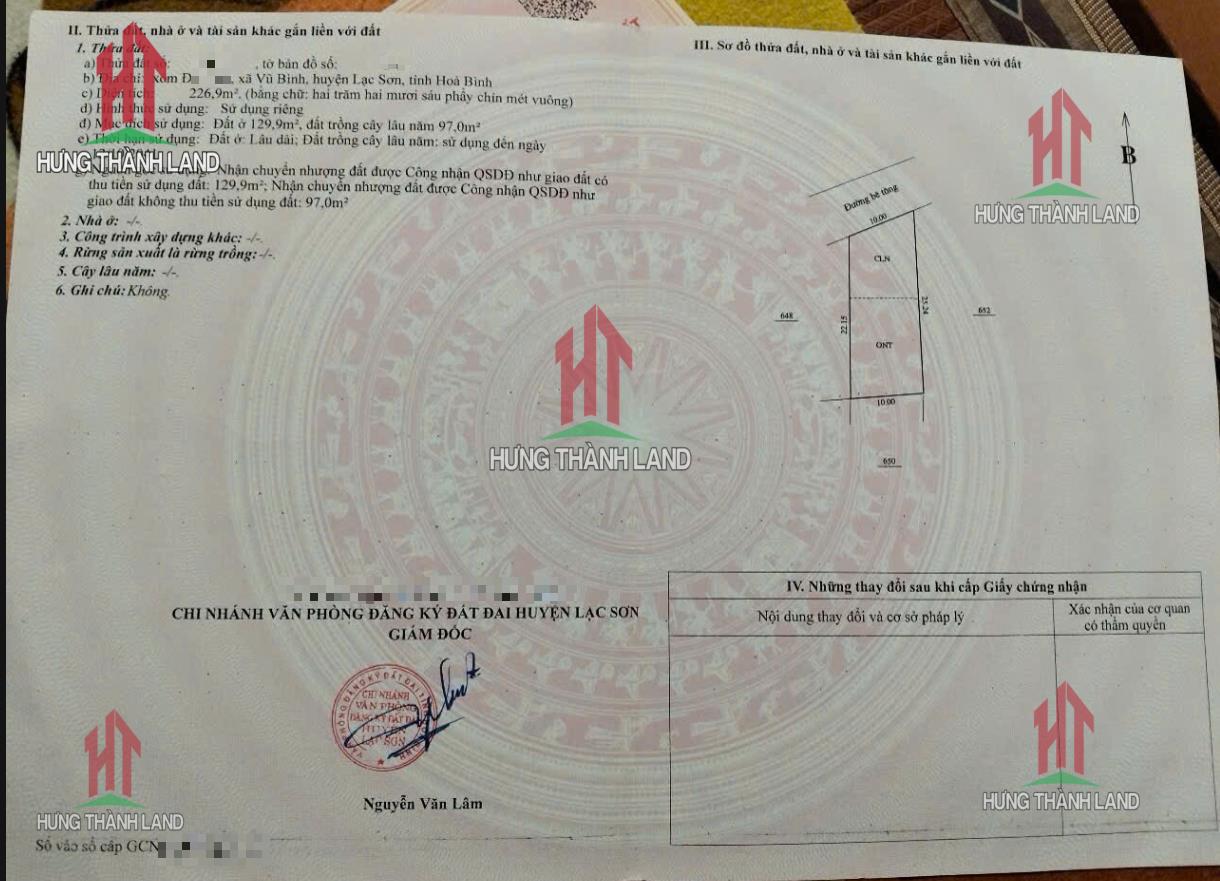 II. Thửa đất, nhà ở và tài sản khác gắn liền với đất
1. Thửa đất:
a) Thửa đất số: , tờ bản đồ số:
b) Địa chỉ: xóm Đ , xã Vũ Bình, huyện Lạc Sơn, tỉnh Hoà Bình
c) Diện tích: 226,9m². (bằng chữ: hai trăm hai mươi sáu phẩy chín mét vuông)
d) Hình thức sử dụng: Sử dụng riêng
đ) Mục đích sử dụng: Đất ở 129,9m², đất trồng cây lâu năm 97,0m²
e) Thời hạn sử dụng: Đất ở: Lâu dài; Đất trồng cây lâu năm: sử dụng đến ngày
Nhận chuyển nhượng đất được Công nhận QSDĐ như giao đất có
thu tiền sử dụng đất: 129,9m²; Nhận chuyển nhượng đất được Công nhận QSDĐ như
giao đất không thu tiền sử dụng đất: 97,0m²
2. Nhà ở: -/-.
3. Công trình xây dựng khác: -/-.
4. Rừng sản xuất là rừng trồng: -/-.
5. Cây lâu năm: -/-.
6. Ghi chú: Không.
III. Sơ đồ thửa đất, nhà ở và tài sản khác gắn liền với đất
B
Đường bê tông
10.00
CLN
648
22.15
23.24
652
ONT
10.00
650
HƯNG THÀNH LAND
HƯNG THÀNH LAND
HƯNG THÀNH LAND
CHI NHÁNH VĂN PHÒNG ĐĂNG KÝ ĐẤT ĐAI HUYỆN LẠC SƠN
GIÁM ĐỐC
CHI NHÁNH
VĂN PHÒNG
ĐĂNG KÝ ĐẤT ĐAI
HUYỆN
LẠC SƠN
Nguyễn Văn Lâm
IV. Những thay đổi sau khi cấp Giấy chứng nhận
Nội dung thay đổi và cơ sở pháp lý
Xác nhận của cơ quan
có thẩm quyền
HƯNG THÀNH LAND
HƯNG THÀNH LAND
Số vào sổ cấp GCN